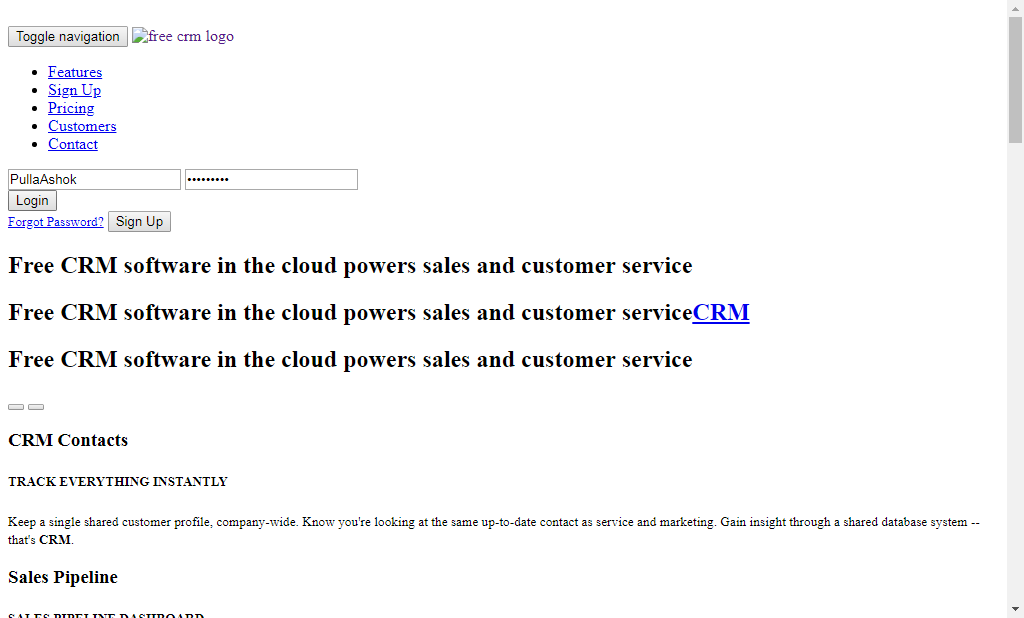 Toggle navigation free crm logo
Features
Sign Up
Pricing
Customers
Contact
PullaAshok •••••••••
Login
Forgot Password? Sign Up
Free CRM software in the cloud powers sales and customer service
Free CRM software in the cloud powers sales and customer serviceCRM
Free CRM software in the cloud powers sales and customer service
CRM Contacts
TRACK EVERYTHING INSTANTLY
Keep a single shared customer profile, company-wide. Know you're looking at the same up-to-date contact as service and marketing. Gain insight through a shared database system --
that's CRM.
Sales Pipeline
SALES PIPELINE DASHBOARD